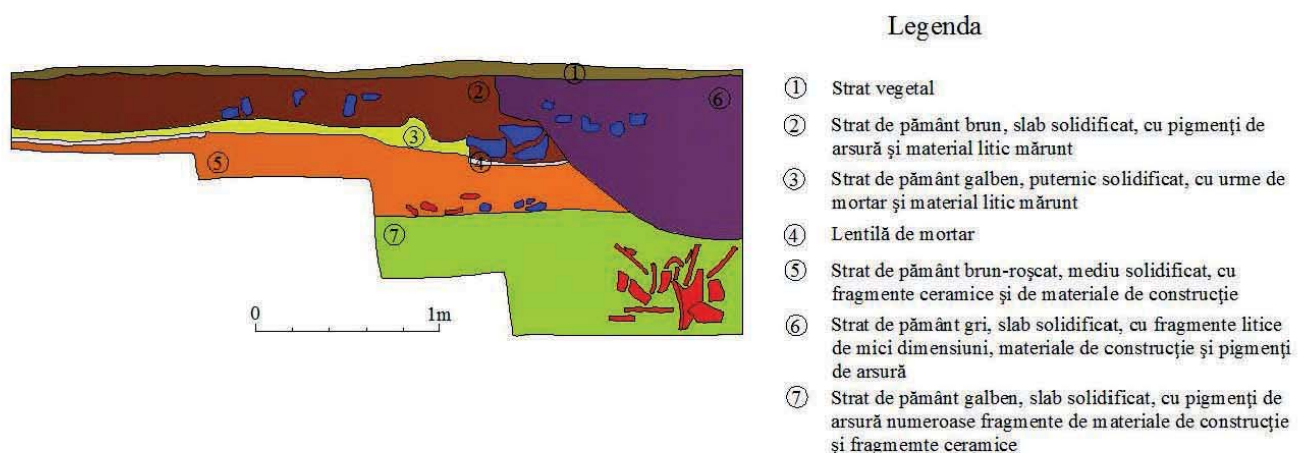 Legenda
1
2
6
3
4
5
7
0
1m
1 Strat vegetal
2 Strat de pământ brun, slab solidificat, cu pigmenți de
arsură și material litic mărunt
3 Strat de pământ galben, puternic solidificat, cu urme de
mortar și material litic mărunt
4 Lentilă de mortar
5 Strat de pământ brun-roșcat, mediu solidificat, cu
fragmente ceramice și de materiale de construcție
6 Strat de pământ gri, slab solidificat, cu fragmente litice
de mici dimensiuni, materiale de construcție și pigmenți
de arsură
7 Strat de pământ galben, slab solidificat, cu pigmenți de
arsură numeroase fragmente de materiale de construcție
și fragmemte ceramice